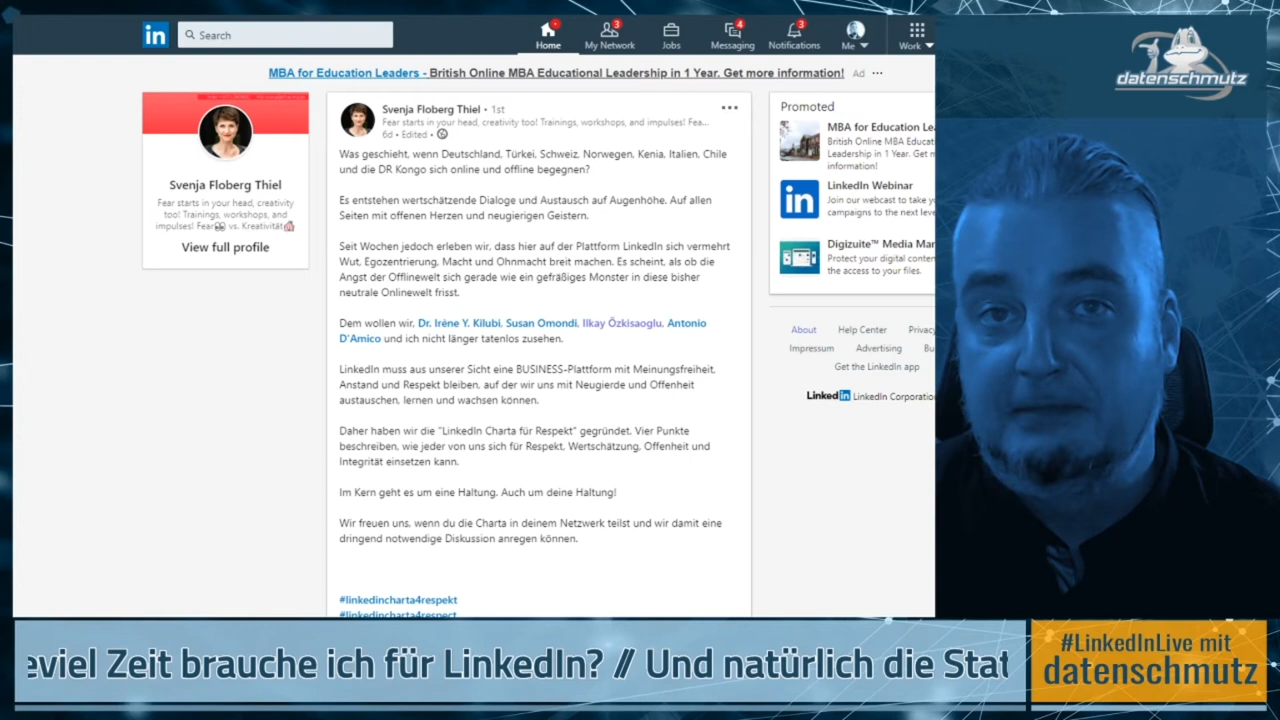 Search
Home
3
My Network
Jobs
4
Messaging
3
Notifications
Me
Work
MBA for Education Leaders - British Online MBA Educational Leadership in 1 Year. Get more information! Ad
datenschmutz
Svenja Floberg Thiel
Fear starts in your head, creativity
too! Trainings, workshops, and
impulses! Fear vs. Kreativität
View full profile
Svenja Floberg Thiel • 1st
Fear starts in your head, creativity too! Trainings, workshops, and impulses! Fea...
6d • Edited •
Was geschieht, wenn Deutschland, Türkei, Schweiz, Norwegen, Kenia, Italien, Chile
und die DR Kongo sich online und offline begegnen?
Es entstehen wertschätzende Dialoge und Austausch auf Augenhöhe. Auf allen
Seiten mit offenen Herzen und neugierigen Geistern.
Seit Wochen jedoch erleben wir, dass hier auf der Plattform LinkedIn sich vermehrt
Wut, Egozentrierung, Macht und Ohnmacht breit machen. Es scheint, als ob die
Angst der Offlinewelt sich gerade wie ein gefräßiges Monster in diese bisher
neutrale Onlinewelt frisst.
Dem wollen wir, Dr. Irène Y. Kilubi, Susan Omondi, Ilkay Özkisaoglu, Antonio
D'Amico und ich nicht länger tatenlos zusehen.
LinkedIn muss aus unserer Sicht eine BUSINESS-Plattform mit Meinungsfreiheit,
Anstand und Respekt bleiben, auf der wir uns mit Neugierde und Offenheit
austauschen, lernen und wachsen können.
Daher haben wir die "LinkedIn Charta für Respekt" gegründet. Vier Punkte
beschreiben, wie jeder von uns sich für Respekt, Wertschätzung, Offenheit und
Integrität einsetzen kann.
Im Kern geht es um eine Haltung. Auch um deine Haltung!
Wir freuen uns, wenn du die Charta in deinem Netzwerk teilst und wir damit eine
dringend notwendige Diskussion anregen können.
#linkedincharta4respekt
#linkedincharta4respect
Promoted
MBA for Education Lea
British Online MBA Educational
Leadership in 1 Year. Get m
information!
LinkedIn Webinar
Join our webcast to take yo
campaigns to the next leve
Digizuite™ Media Man
Protect your digital conten
the access to your files.
About Help Center Privac
Impressum Advertising Bu
Get the LinkedIn app
LinkedIn LinkedIn Corporatio
eviel Zeit brauche ich für LinkedIn? // Und natürlich die Stat
#LinkedInLive mit
datenschmutz